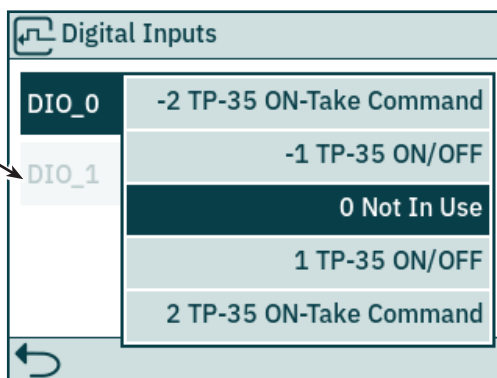 Digital Inputs
DIO_0
-2 TP-35 ON-Take Command
-1 TP-35 ON/OFF
DIO_1
0 Not In Use
1 TP-35 ON/OFF
2 TP-35 ON-Take Command